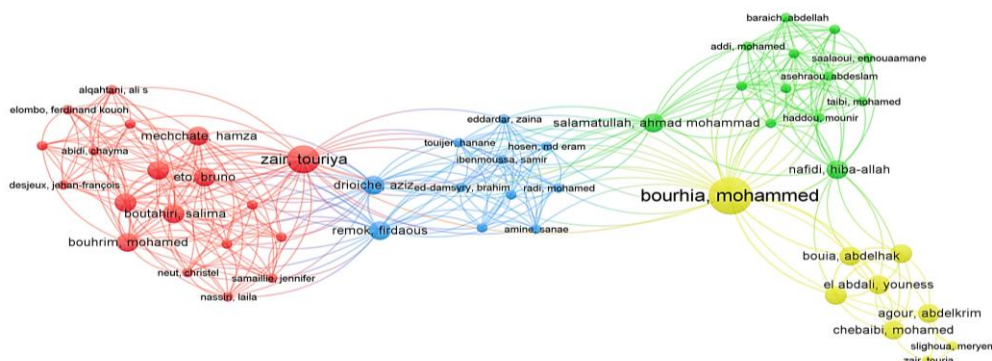 baraich, abdellah
addi, mohamed
saalaoui, ennouaamane
asehraou, abdeslam
taibi, mohamed
haddou, mounir
alqahtani, ali s
elombo, ferdinand kouoh
mechchate, hamza
abidi, chayma
zair, touriya
eddardar, zaina
salamatullah, ahmad mohammad
touijer, hanane
hosen, md eram
ibenmoussa, samir
nafidi, hiba-allah
desjeux, jehan-françois
eto, bruno
drioiche, aziz
ed-damsyry, brahim
radi, mohamed
bourhia, mohammed
boutahiri, salima
remok, firdaous
amine, sanae
bouhrim, mohamed
bouia, abdelhak
neut, christel
samaillie, jennifer
el abdali, youness
nassiri, laila
agour, abdelkrim
chebaibi, mohamed
slighoua, meryem
zair, touria